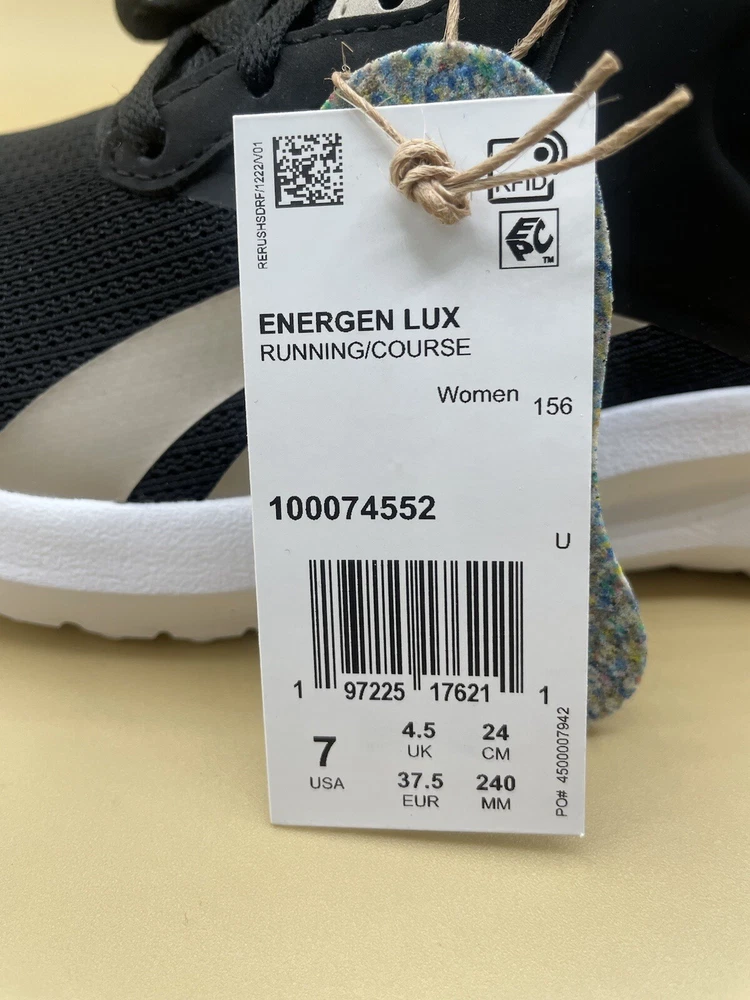 RERUSHSDRF/1222/V01
RFID
EPC
TM
ENERGEN LUX
RUNNING/COURSE
Women 156
100074552
U
1 97225 17621 1
7
USA
4.5
UK
24
CM
37.5
EUR
240
MM
PO# 4500007942